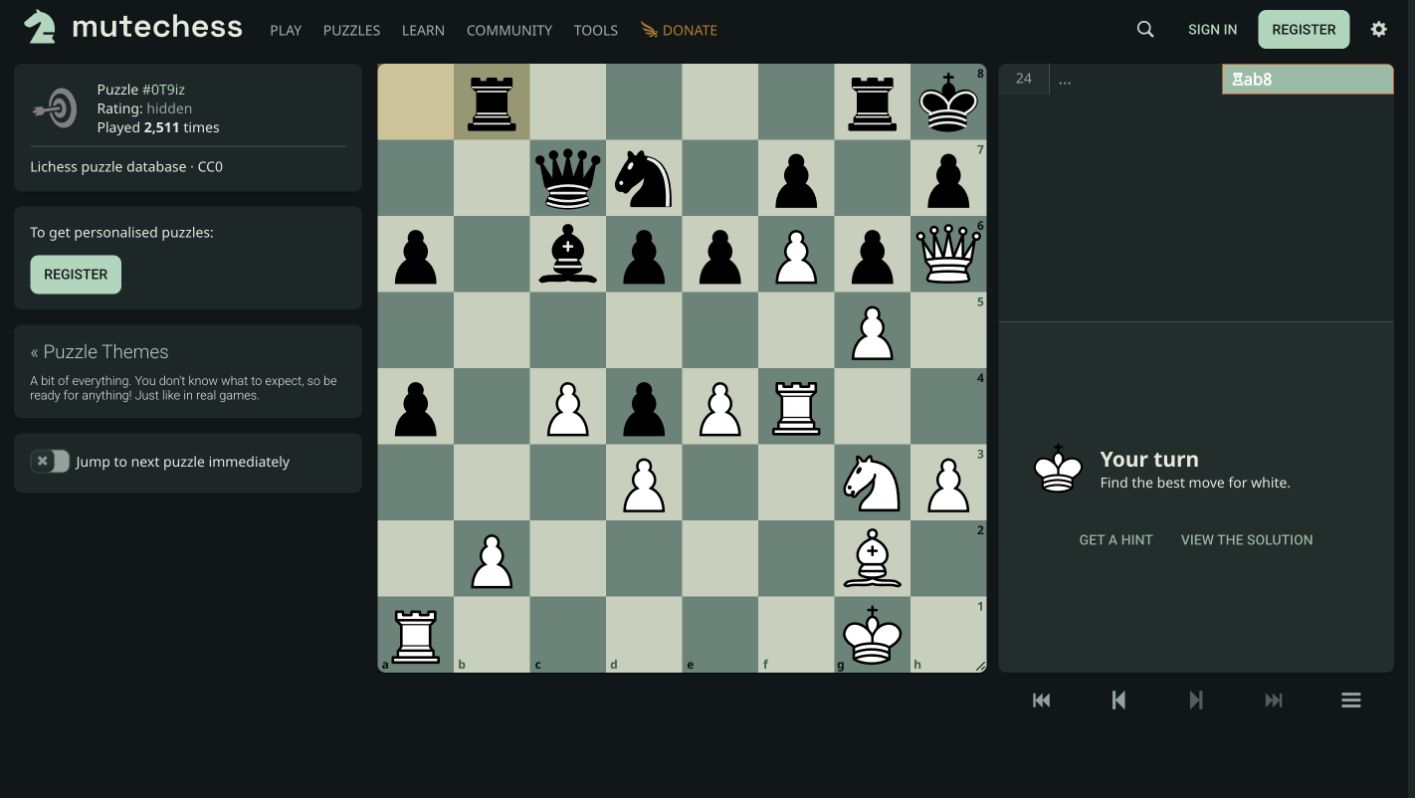 mutechess
PLAY PUZZLES LEARN COMMUNITY TOOLS DONATE
SIGN IN REGISTER
Puzzle #0T9iz
Rating: hidden
Played 2,511 times
Lichess puzzle database · CC0
To get personalised puzzles:
REGISTER
« Puzzle Themes
A bit of everything. You don't know what to expect, so be
ready for anything! Just like in real games.
Jump to next puzzle immediately
8
7
6
5
4
3
2
1
a b c d e f g h
24 ... ♖ab8
Your turn
Find the best move for white.
GET A HINT VIEW THE SOLUTION